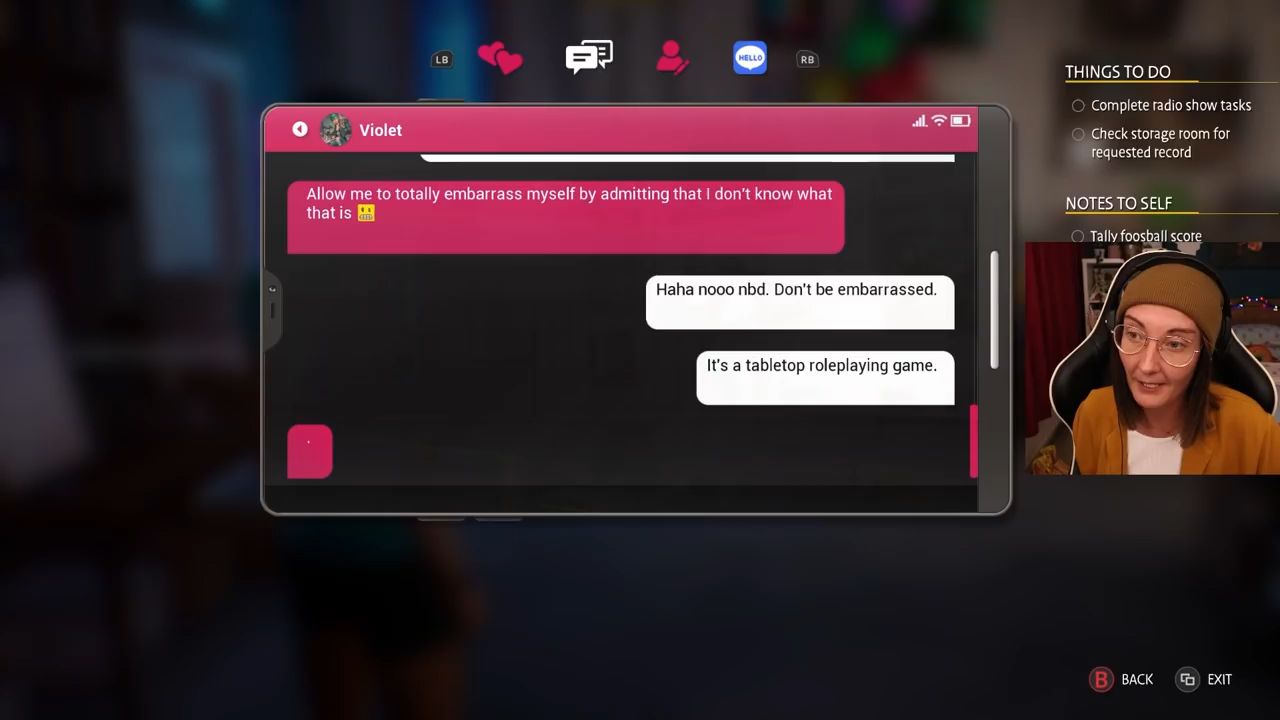 LB
HELLO
RB
Violet
Allow me to totally embarrass myself by admitting that I don't know what
that is
Haha nooo nbd. Don't be embarrassed.
It's a tabletop roleplaying game.
THINGS TO DO
Complete radio show tasks
Check storage room for
requested record
NOTES TO SELF
Tally foosball score
B BACK
EXIT